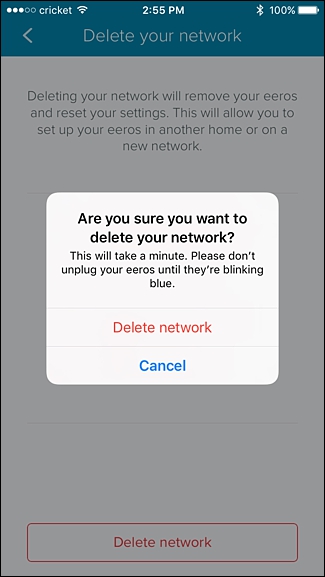 cricket 2:55 PM 100%
Delete your network
Deleting your network will remove your eeros
and reset your settings. This will allow you to
set up your eeros in another home or on a
new network.
Are you sure you want to
delete your network?
This will take a minute. Please don't
unplug your eeros until they're blinking
blue.
Delete network
Cancel
Delete network